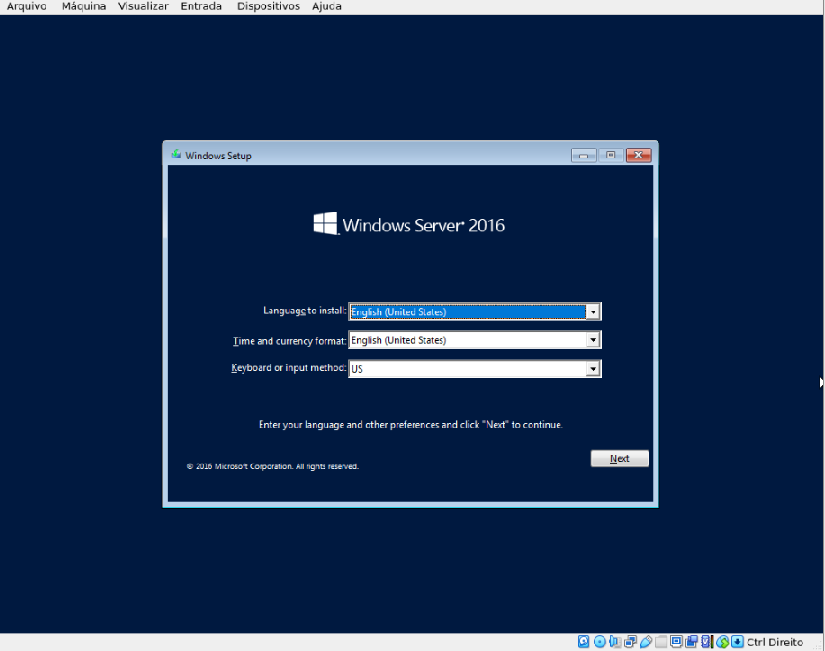 Arquivo Máquina Visualizar Entrada Dispositivos Ajuda
Windows Setup
Windows Server® 2016
Language to install: English (United States)
Time and currency format: English (United States)
Keyboard or input method: US
Enter your language and other preferences and click "Next" to continue.
Next
© 2016 Microsoft Corporation. All rights reserved.
Ctrl Direito